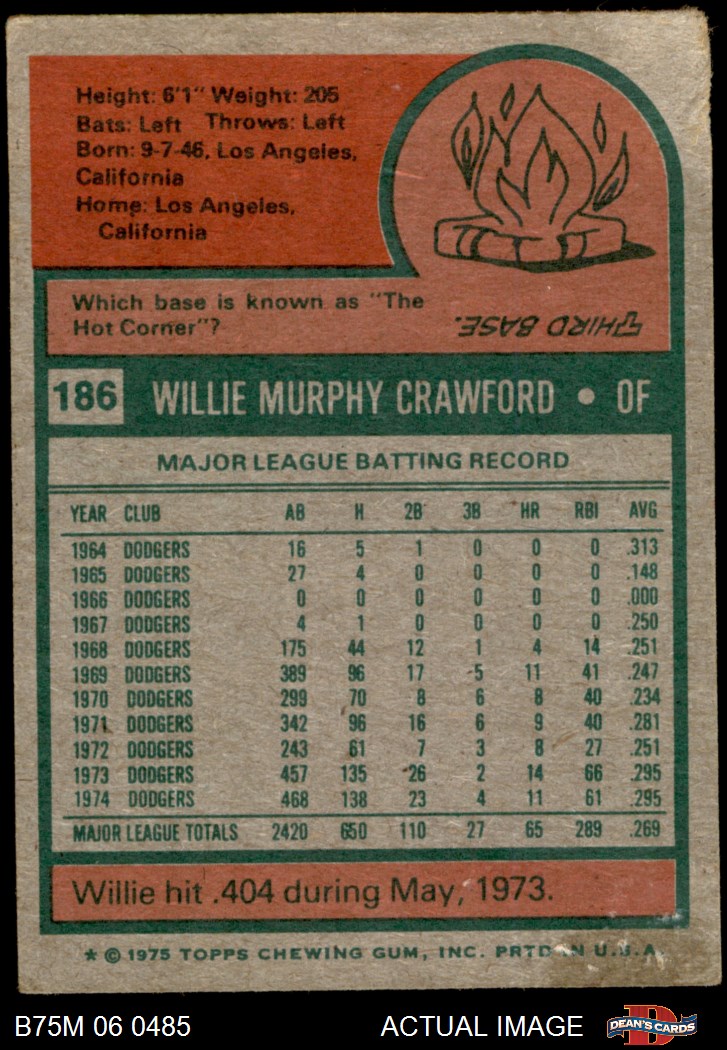 Height: 6'1" Weight: 205
Bats: Left Throws: Left
Born: 9-7-46, Los Angeles,
California
Home: Los Angeles,
California
Which base is known as "The
Hot Corner"?
THIRD BASE.
186 WILLIE MURPHY CRAWFORD • OF
MAJOR LEAGUE BATTING RECORD
YEAR CLUB AB H 2B 3B HR RBI AVG
1964 DODGERS 16 5 1 0 0 0 .313
1965 DODGERS 27 4 0 0 0 0 .148
1966 DODGERS 0 0 0 0 0 0 .000
1967 DODGERS 4 1 0 0 0 0 .250
1968 DODGERS 175 44 12 1 4 14 .251
1969 DODGERS 389 96 17 5 11 41 .247
1970 DODGERS 299 70 8 6 8 40 .234
1971 DODGERS 342 96 16 6 9 40 .281
1972 DODGERS 243 61 7 3 8 27 .251
1973 DODGERS 457 135 26 2 14 66 .295
1974 DODGERS 468 138 23 4 11 61 .295
MAJOR LEAGUE TOTALS 2420 650 110 27 65 289 .269
Willie hit .404 during May, 1973.
* © 1975 TOPPS CHEWING GUM, INC. PRTD. IN U.S.A.
B75M 06 0485 ACTUAL IMAGE DEAN'S CARDS